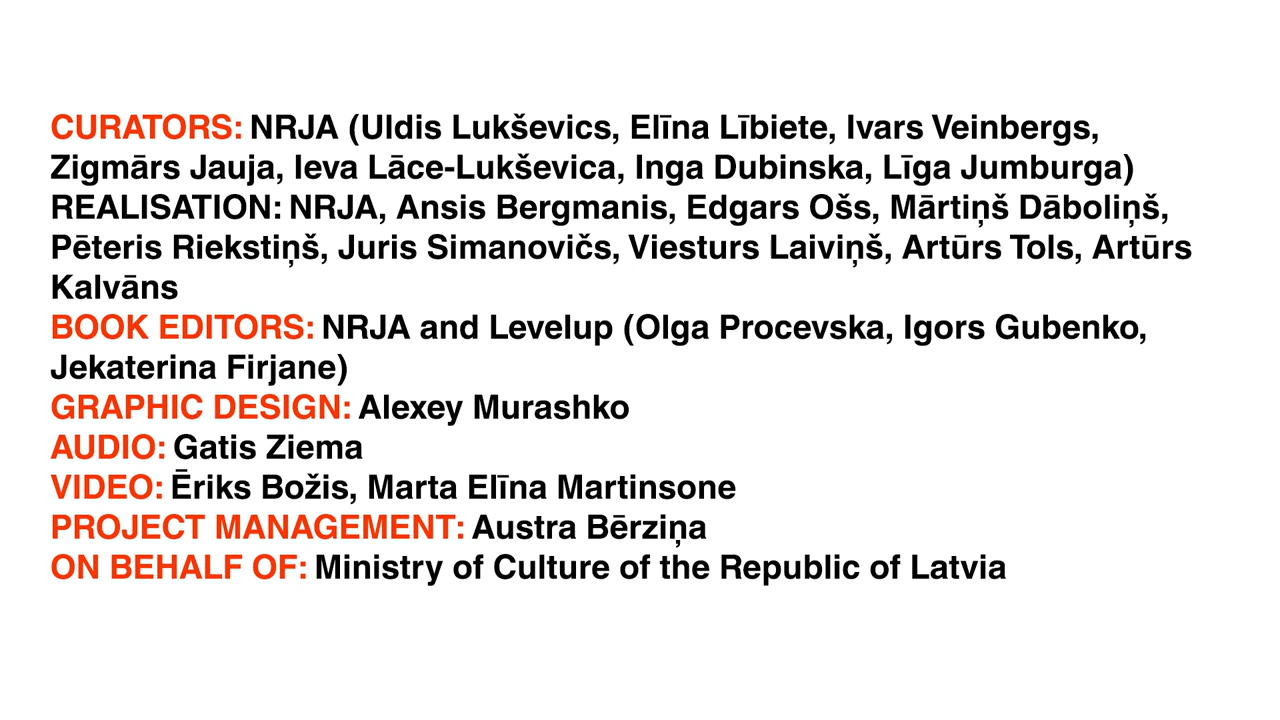 CURATORS: NRJA (Uldis Lukševics, Elīna Lībiete, Ivars Veinbergs,
Zigmārs Jauja, Ieva Lāce-Lukševica, Inga Dubinska, Līga Jumburga)
REALISATION: NRJA, Ansis Bergmanis, Edgars Ošs, Mārtiņš Dāboliņš,
Pēteris Riekstiņš, Juris Simanovičs, Viesturs Laiviņš, Artūrs Tols, Artūrs
Kalvāns
BOOK EDITORS: NRJA and Levelup (Olga Procevska, Igors Gubenko,
Jekaterina Firjane)
GRAPHIC DESIGN: Alexey Murashko
AUDIO: Gatis Ziema
VIDEO: Ēriks Božis, Marta Elīna Martinsone
PROJECT MANAGEMENT: Austra Bērziņa
ON BEHALF OF: Ministry of Culture of the Republic of Latvia